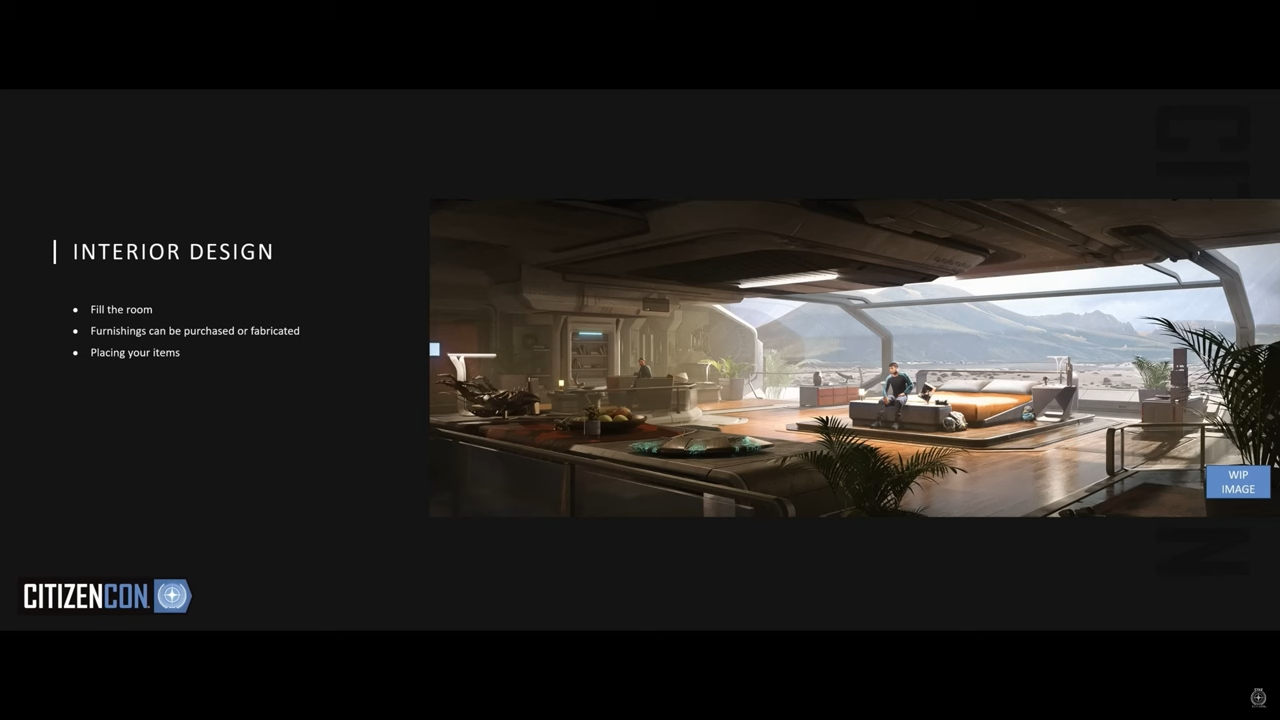 INTERIOR DESIGN
• Fill the room
• Furnishings can be purchased or fabricated
• Placing your items
WIP
IMAGE
CITIZENCON